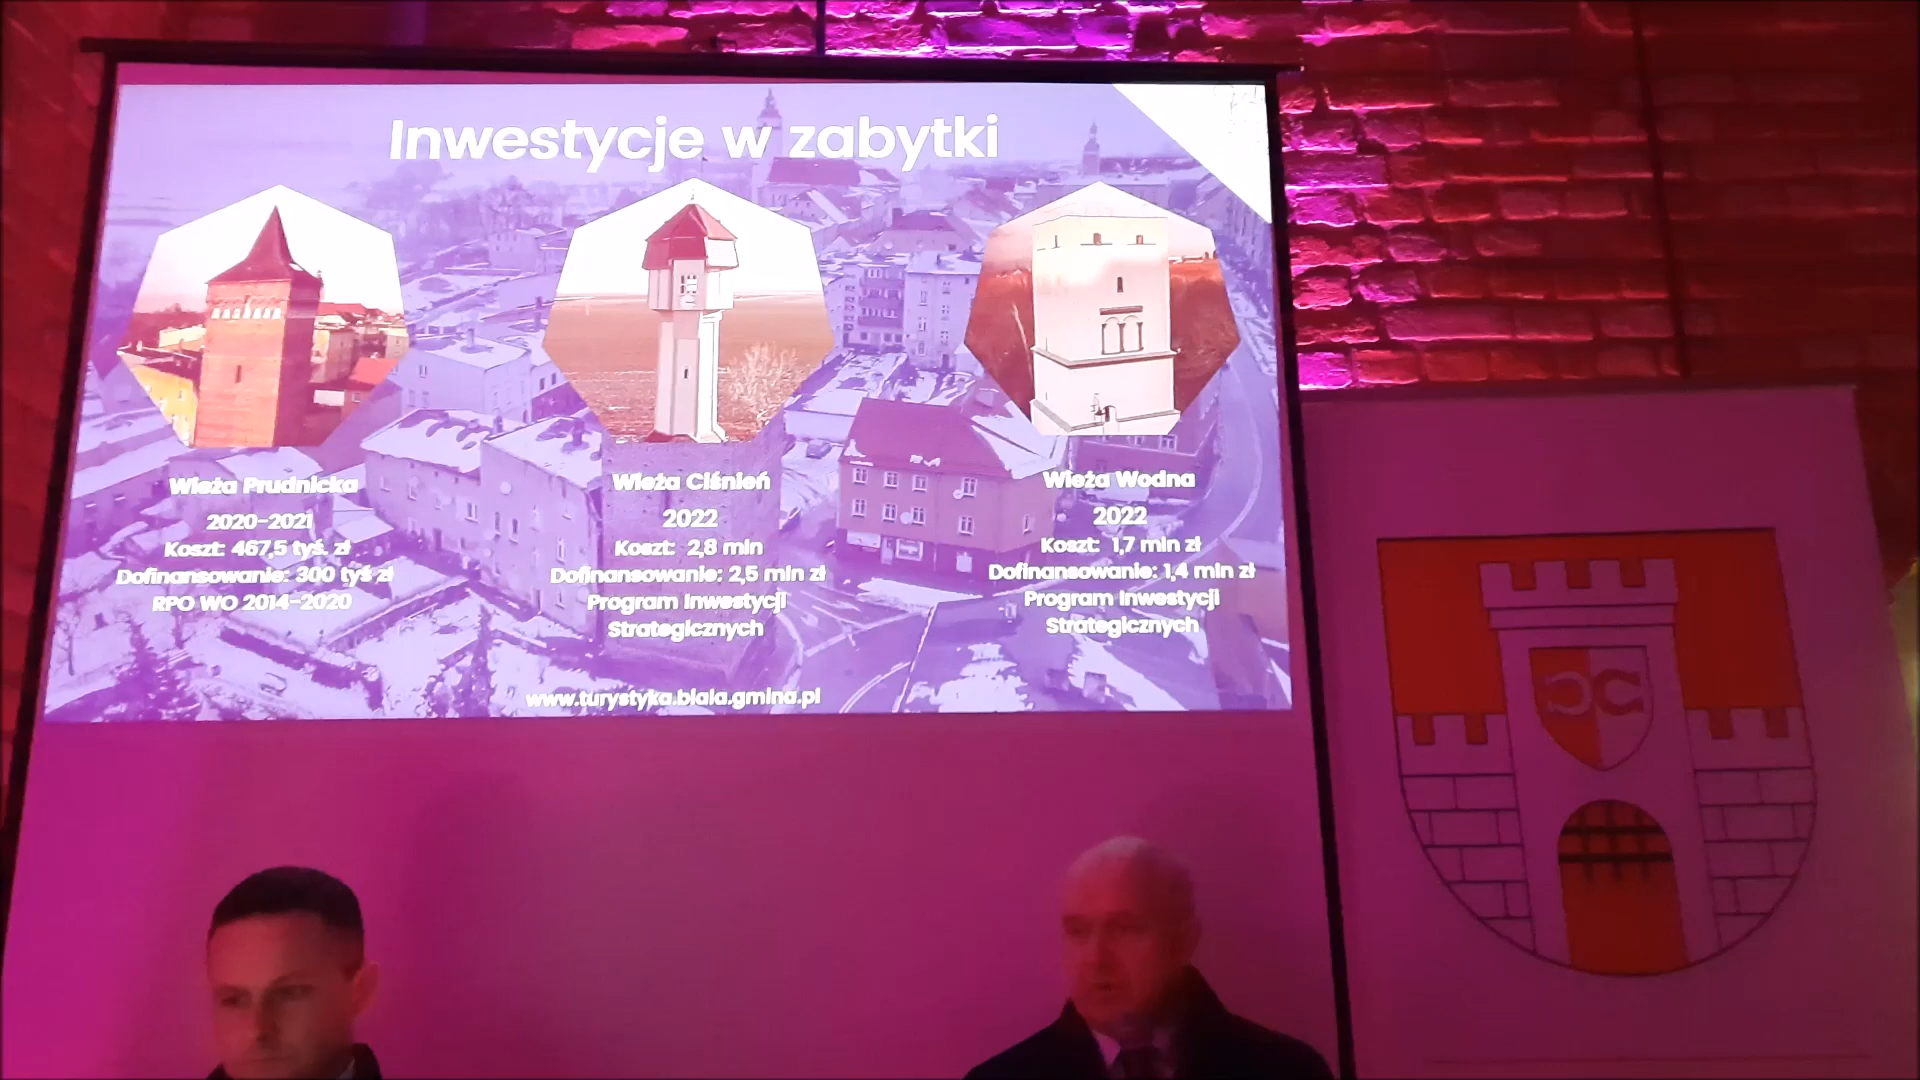 Inwestycje w zabytki
Wieża Prudnicka
2020-2021
Koszt: 467,5 tyś. zł
Dofinansowanie: 300 tyś zł
RPO WO 2014-2020
Wieża Ciśnień
2022
Koszt: 2,8 mln
Dofinansowanie: 2,5 mln zł
Program Inwestycji
Strategicznych
Wieża Wodna
2022
Koszt: 1,7 mln zł
Dofinansowanie: 1,4 mln zł
Program Inwestycji
Strategicznych
www.turystyka.biala.gmina.pl